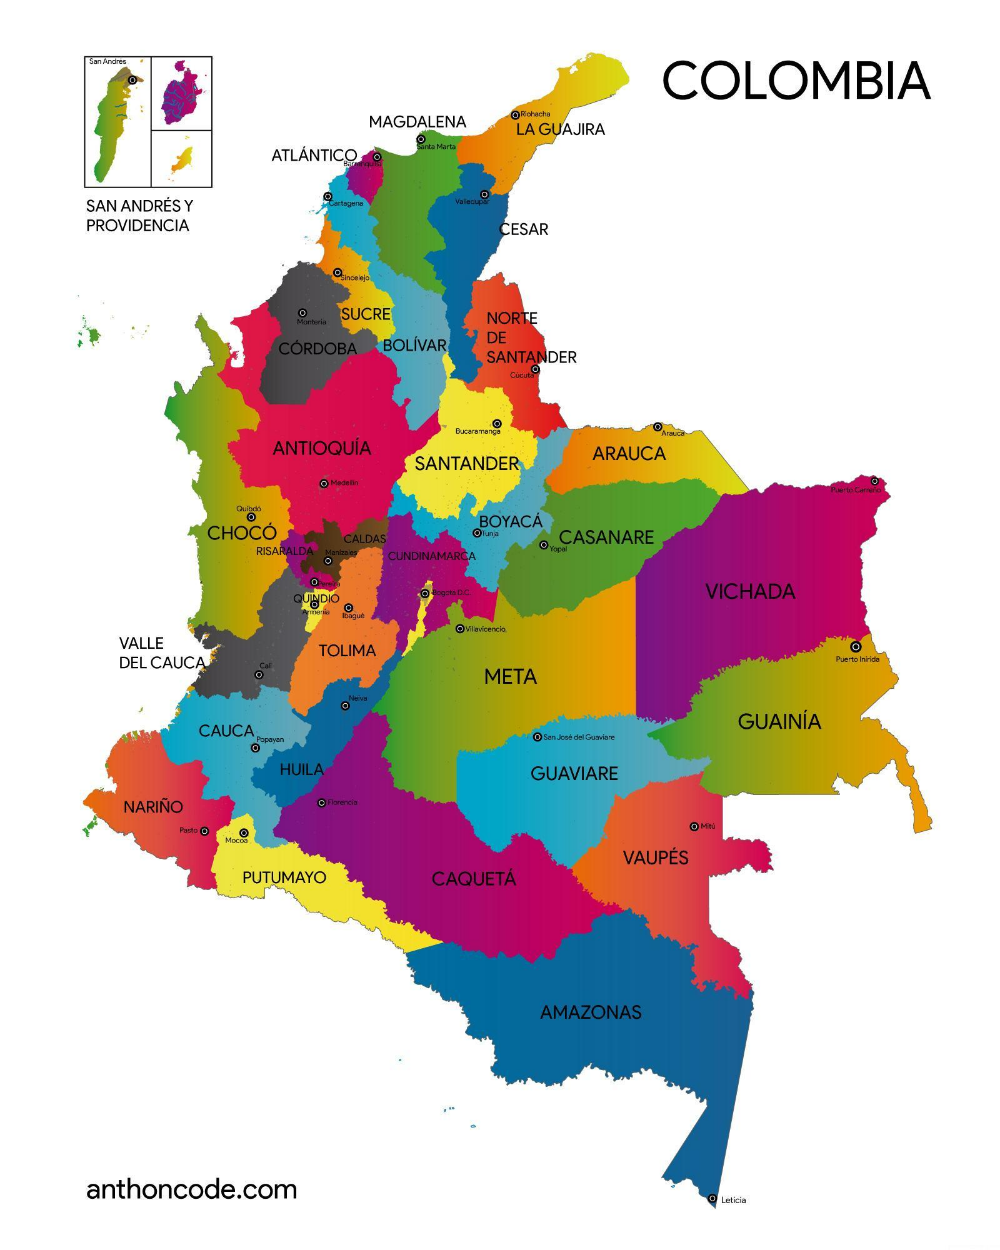 San Andrés
COLOMBIA
SAN ANDRÉS Y
PROVIDENCIA
Riohacha
LA GUAJIRA
MAGDALENA
Santa Marta
ATLÁNTICO
Valledupar
Cartagena
CESAR
Sincelejo
SUCRE
Montería
CÓRDOBA
BOLÍVAR
NORTE
DE
SANTANDER
Cúcuta
Bucaramanga
SANTANDER
Arauca
ARAUCA
ANTIOQUÍA
Medellín
Puerto Carreño
Quibdó
CHOCÓ
BOYACÁ
Tunja
CASANARE
Yopal
RISARALDA
CALDAS
Manizales
CUNDINAMARCA
Pereira
VICHADA
QUINDIO
Armenia
Ibagué
Bogotá D.C.
Villavicencio
VALLE
DEL CAUCA
TOLIMA
Cali
META
Puerto Inírida
Neiva
GUAINÍA
CAUCA
Popayan
San José del Guaviare
HUILA
GUAVIARE
NARIÑO
Florencia
Pasto
Mocoa
Mitú
VAUPÉS
PUTUMAYO
CAQUETÁ
AMAZONAS
anthoncode.com
Leticia